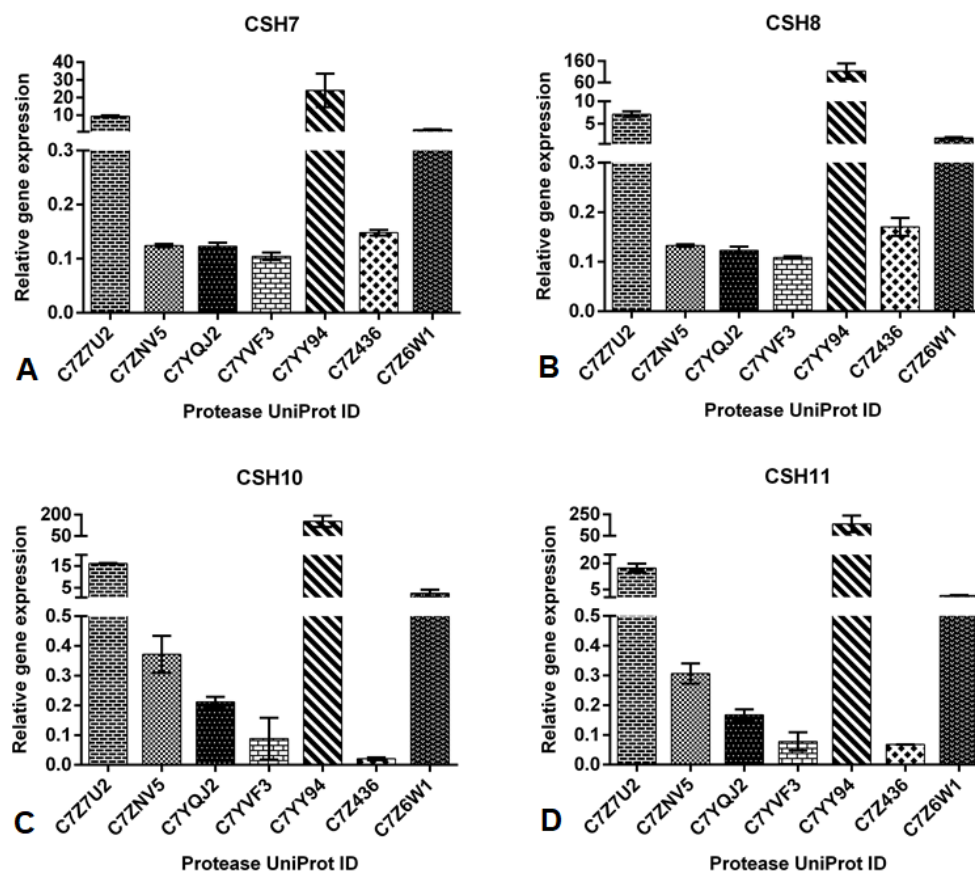 CSH7
Relative gene expression
40
30
20
10
0.3
0.2
0.1
0.0
C7Z7U2
C7ZNV5
C7YQJ2
C7YVF3
C7YY94
C7Z436
C7Z6W1
A
Protease UniProt ID
CSH8
Relative gene expression
160
60
10
5
0.3
0.2
0.1
0.0
C7Z7U2
C7ZNV5
C7YQJ2
C7YVF3
C7YY94
C7Z436
C7Z6W1
B
Protease UniProt ID
CSH10
Relative gene expression
200
50
15
5
0.5
0.4
0.3
0.2
0.1
0.0
C7Z7U2
C7ZNV5
C7YQJ2
C7YVF3
C7YY94
C7Z436
C7Z6W1
C
Protease UniProt ID
CSH11
Relative gene expression
250
50
20
5
0.5
0.4
0.3
0.2
0.1
0.0
C7Z7U2
C7ZNV5
C7YQJ2
C7YVF3
C7YY94
C7Z436
C7Z6W1
D
Protease UniProt ID